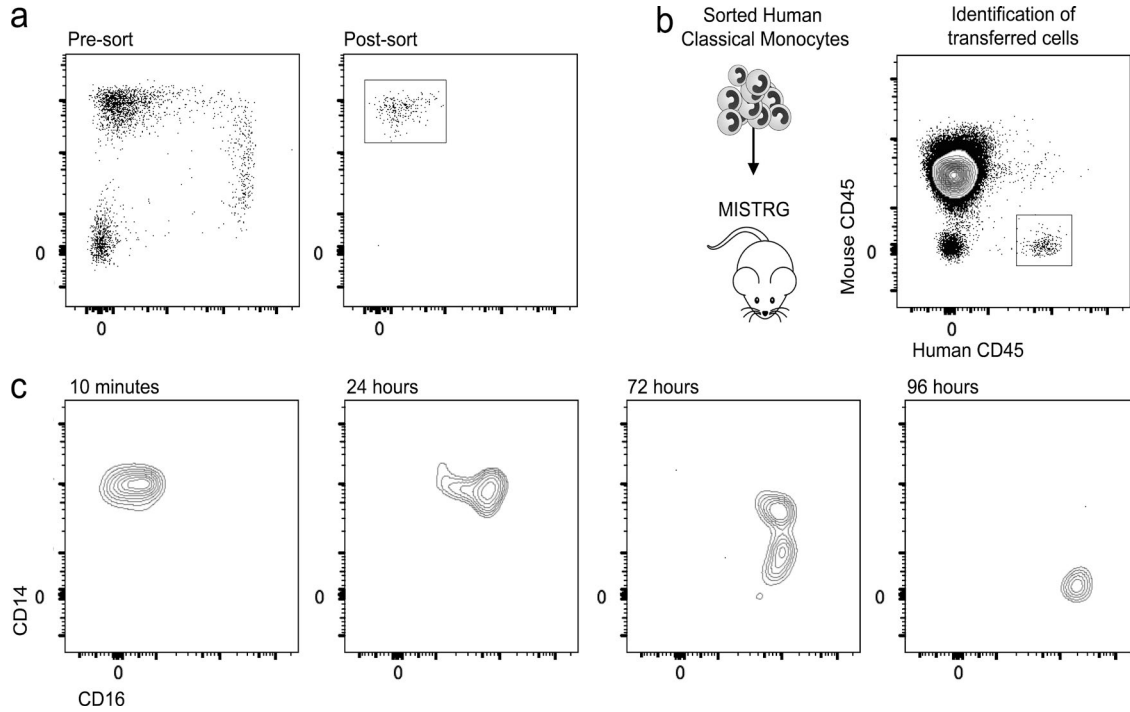 a
Pre-sort
Post-sort
0
0
0
0
b
Sorted Human
Classical Monocytes
MISTRG
Identification of
transferred cells
Mouse CD45
0
0
Human CD45
c
10 minutes
24 hours
72 hours
96 hours
CD14
0
0
0
0
0
0
0
0
CD16